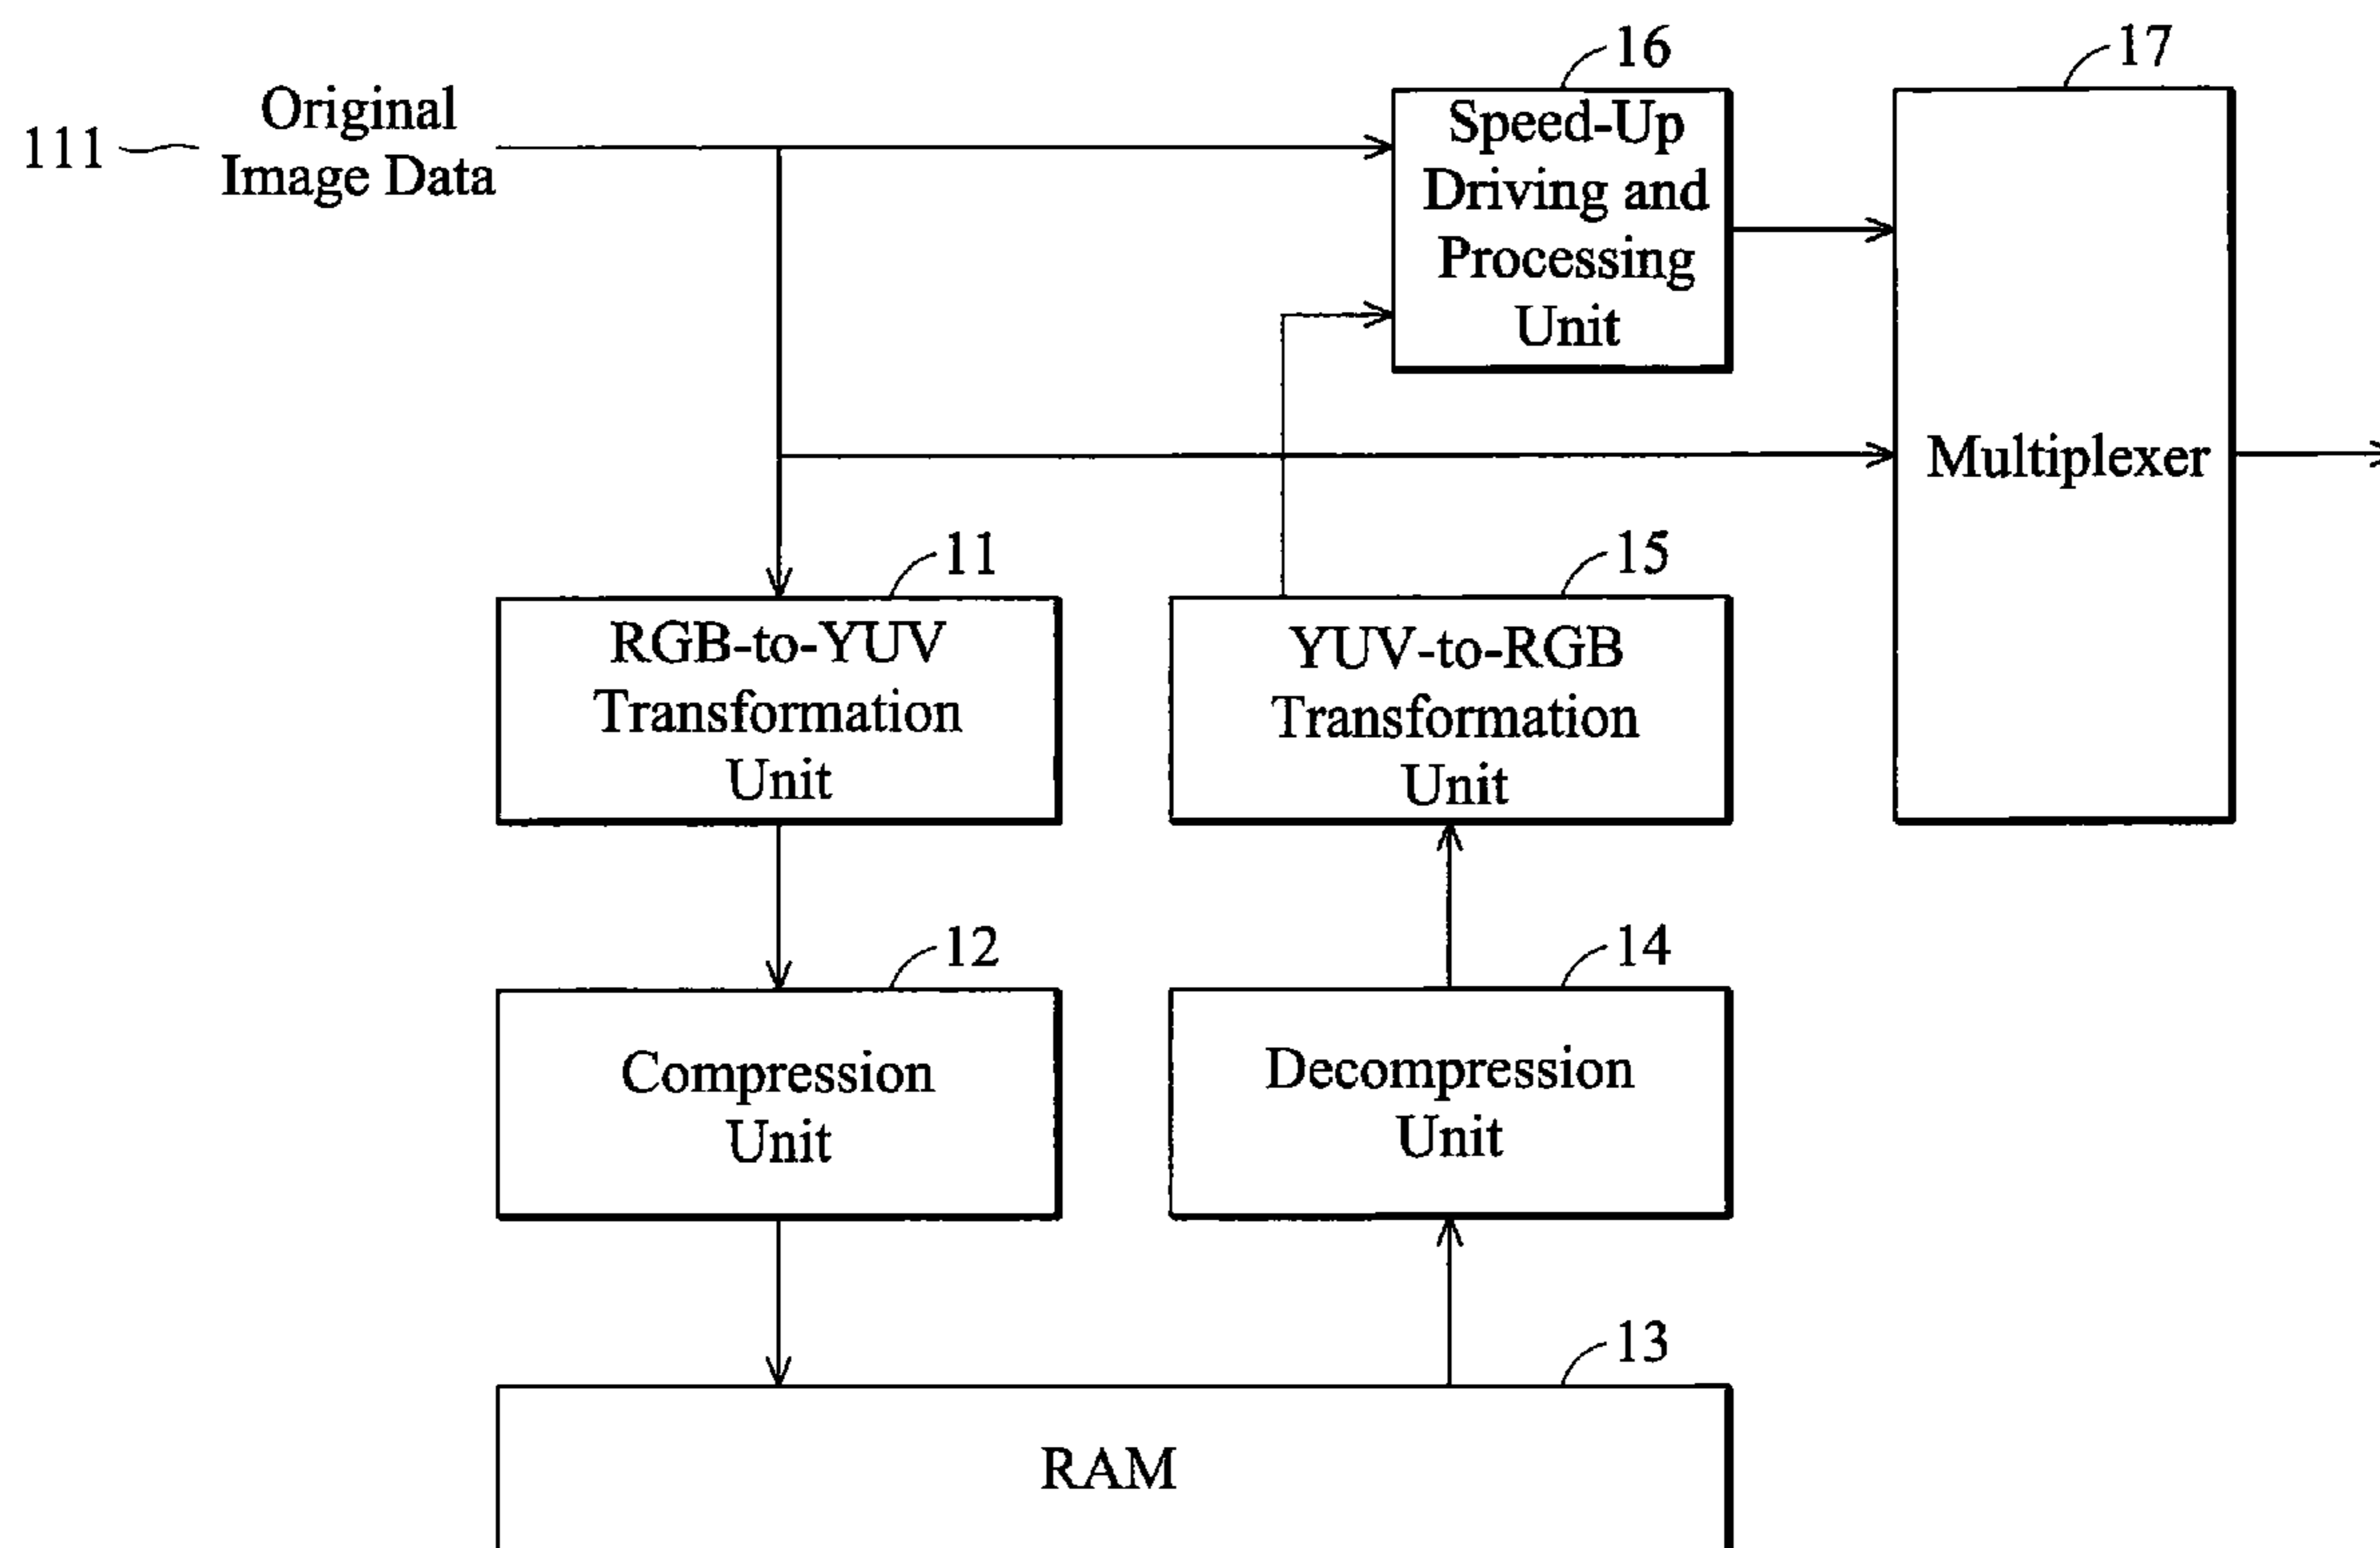 16
17
111
Original
Image Data
Speed-Up
Driving and
Processing
Unit
Multiplexer
11
15
RGB-to-YUV
Transformation
Unit
YUV-to-RGB
Transformation
Unit
12
14
Compression
Unit
Decompression
Unit
13
RAM